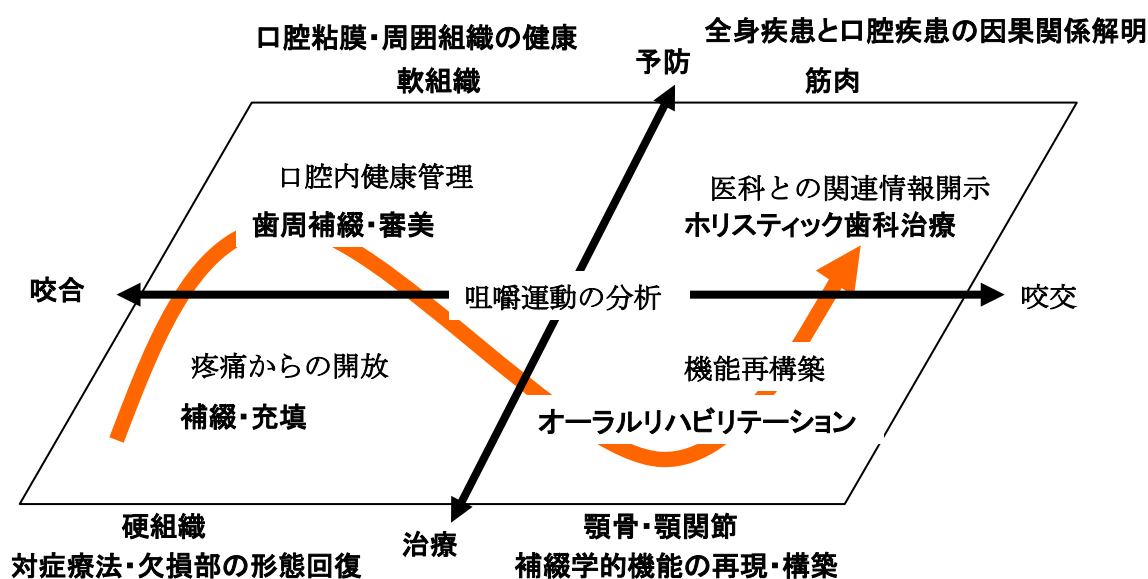 口腔粘膜・周囲組織の健康
全身疾患と口腔疾患の因果関係解明
軟組織
予防
筋肉
口腔内健康管理
歯周補綴・審美
医科との関連情報開示
ホリスティック歯科治療
咬合
咀嚼運動の分析
咬交
疼痛からの開放
補綴・充填
機能再構築
オーラルリハビリテーション
硬組織
対症療法・欠損部の形態回復
治療
顎骨・顎関節
補綴学的機能の再現・構築